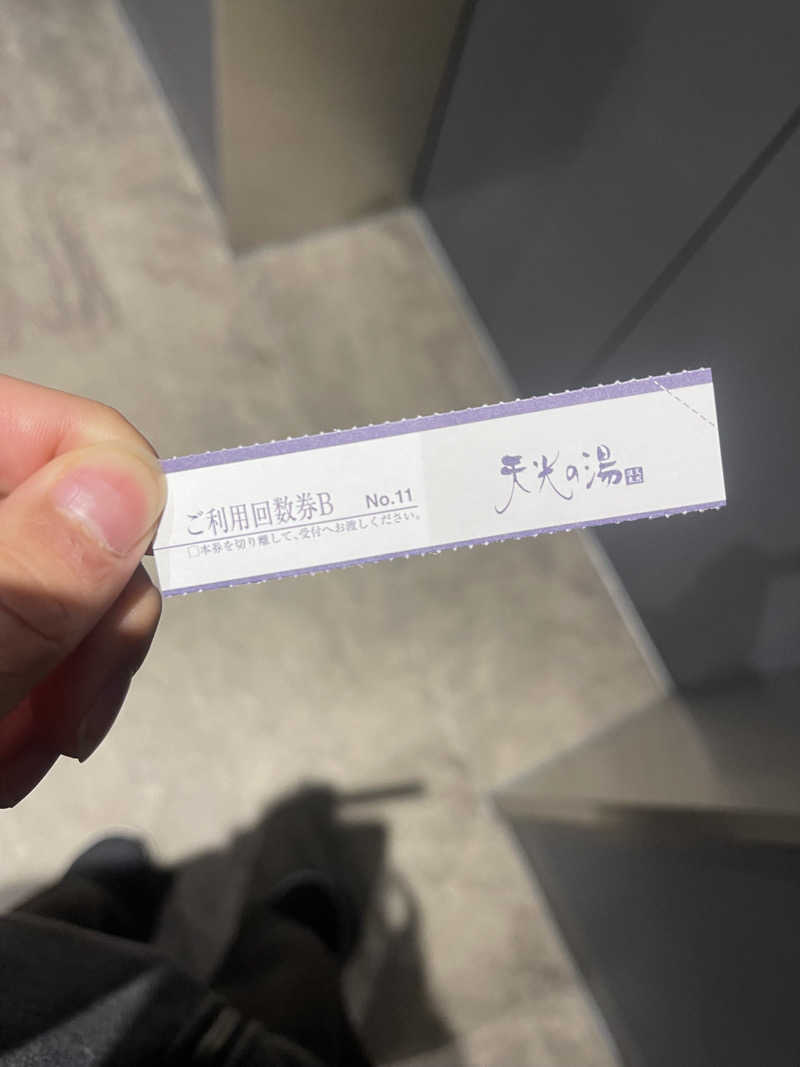 ご利用回数券B No.11
□本券を切り離して、受付へお渡しください。
天光の湯